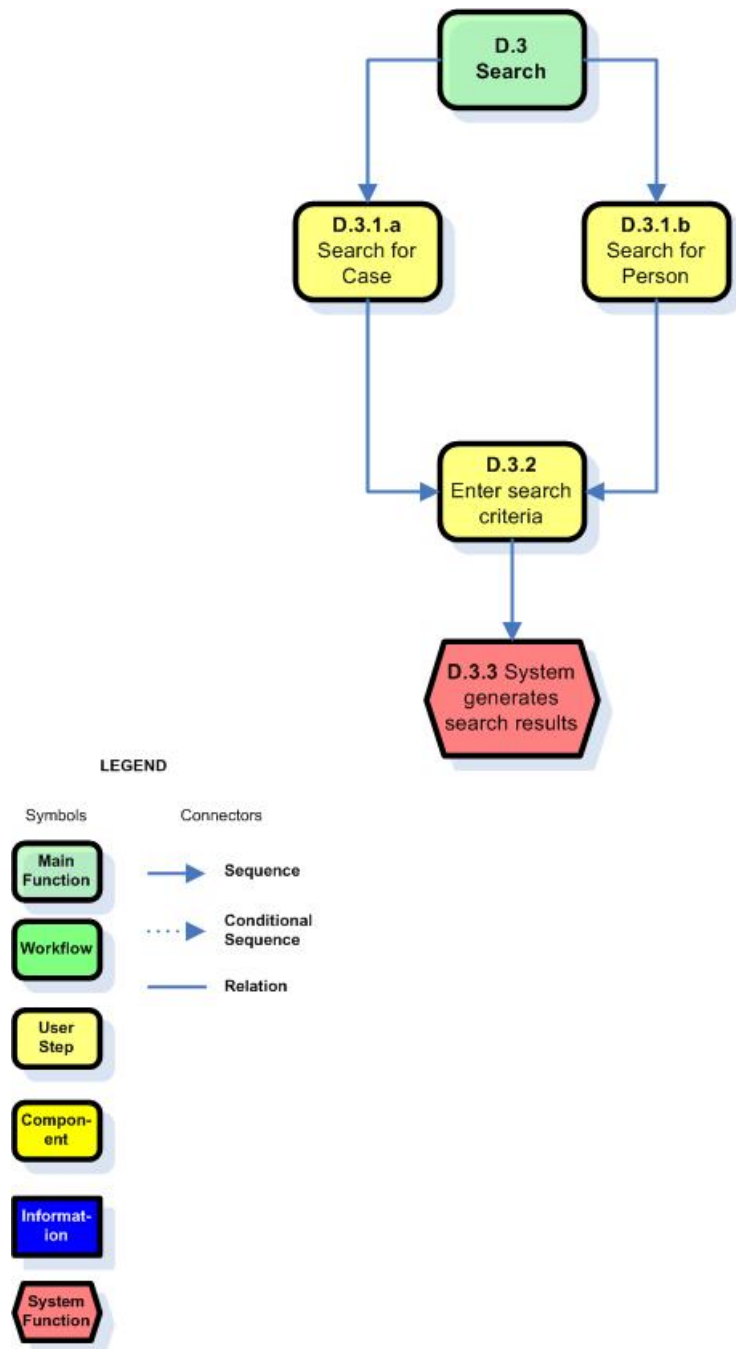 D.3
Search
D.3.1.a
Search for
Case
D.3.1.b
Search for
Person
D.3.2
Enter search
criteria
D.3.3 System
generates
search results
LEGEND
Symbols
Connectors
Main
Function
Sequence
Workflow
Conditional
Sequence
Relation
User
Step
Compon-
ent
Informat-
ion
System
Function